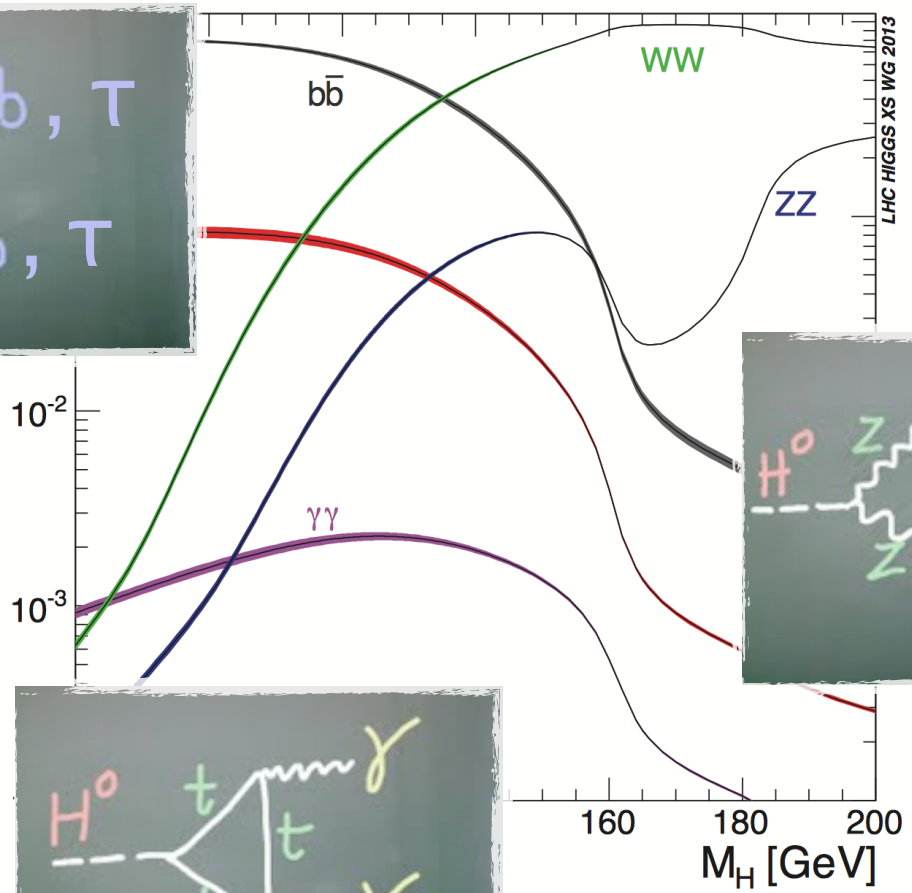 b, τ
, τ
bb̄
WW
ZZ
LHC HIGGS XS WG 2013
10⁻²
γγ
10⁻³
H⁰
Z
Z
H⁰
t
γ
t
γ
160
180
200
M_H [GeV]